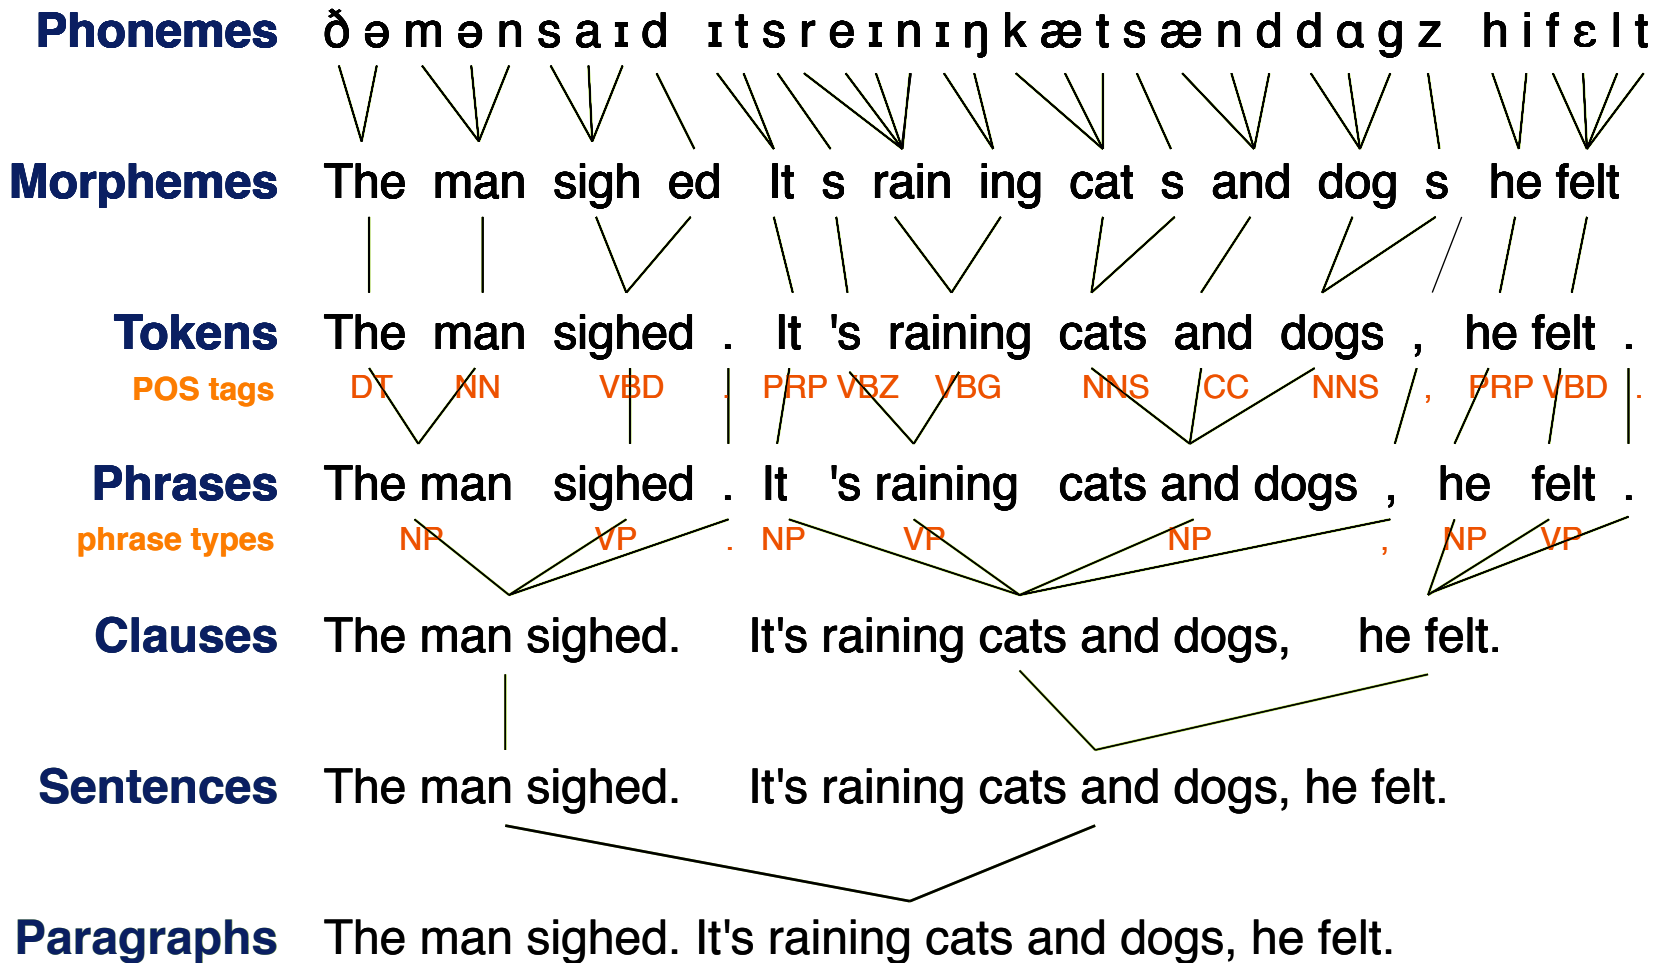 Phonemes ð ə m ə n s a ɪ d ɪ t s r e ɪ n ɪ ŋ k æ t s æ n d d ɑ g z h i f ɛ l t
Morphemes The man sigh ed It s rain ing cat s and dog s he felt
Tokens The man sighed . It 's raining cats and dogs , he felt .
POS tags DT NN VBD . PRP VBZ VBG NNS CC NNS , PRP VBD .
Phrases The man sighed . It 's raining cats and dogs , he felt .
phrase types NP VP . NP VP NP , NP VP
Clauses The man sighed. It's raining cats and dogs, he felt.
Sentences The man sighed. It's raining cats and dogs, he felt.
Paragraphs The man sighed. It's raining cats and dogs, he felt.